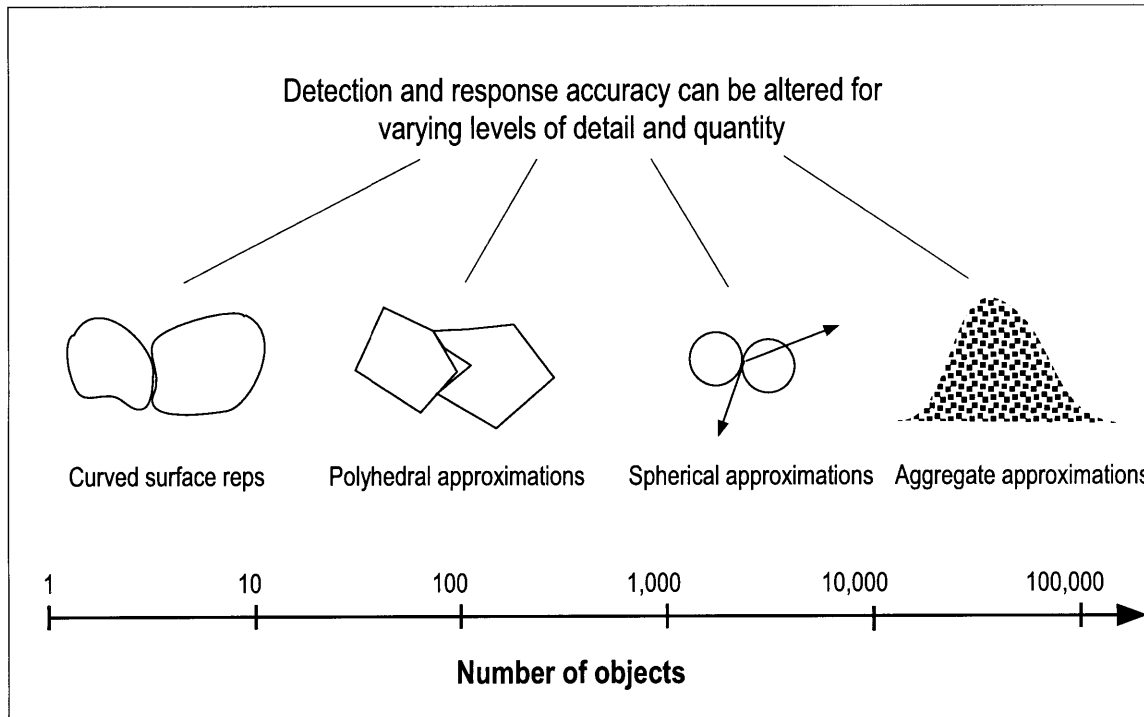 Detection and response accuracy can be altered for
varying levels of detail and quantity
Curved surface reps Polyhedral approximations Spherical approximations Aggregate approximations
1 10 100 1,000 10,000 100,000
Number of objects